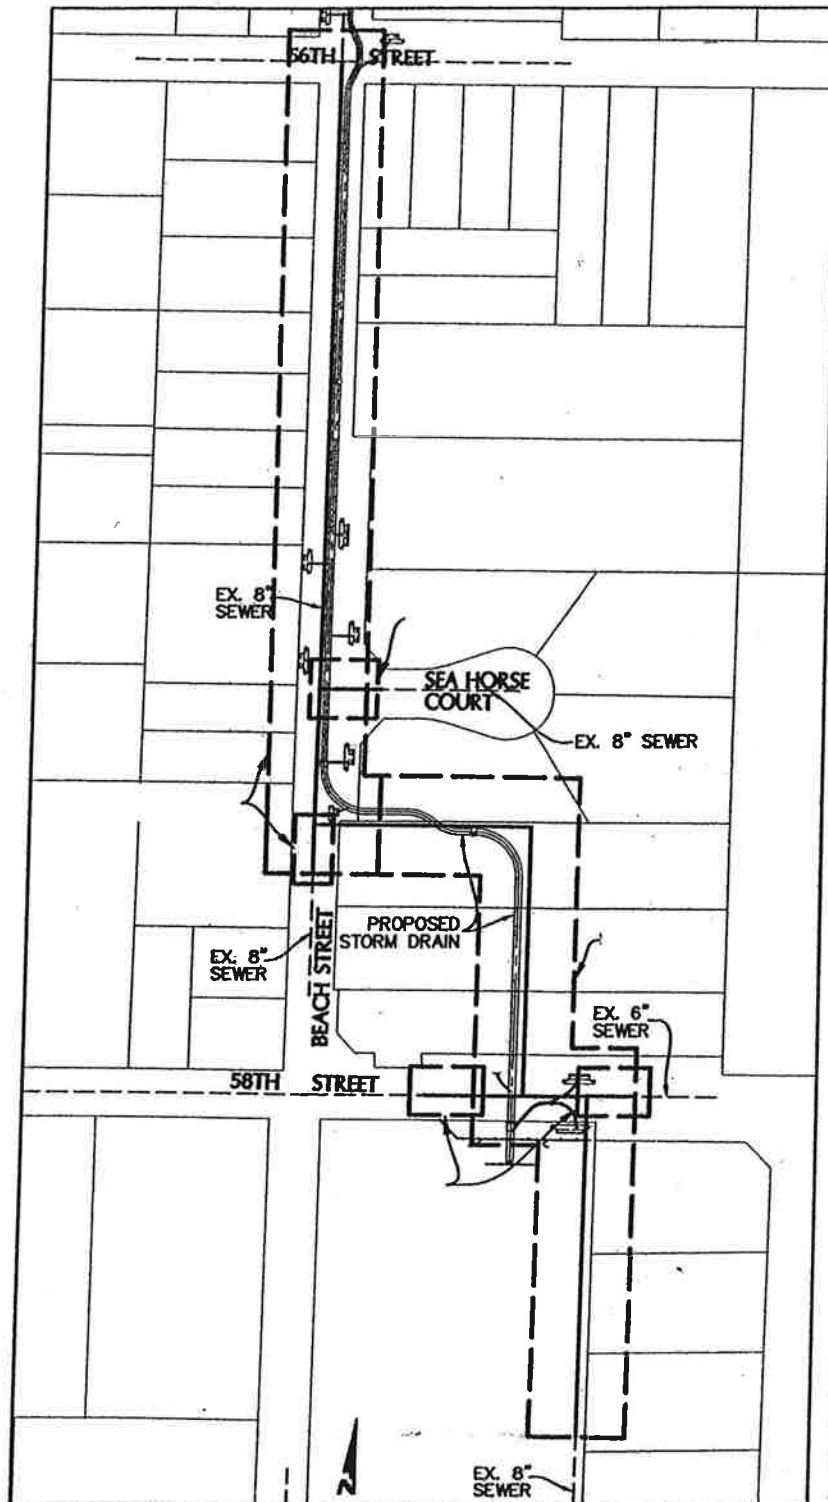 56TH STREET
EX. 8"
SEWER
SEA HORSE
COURT
EX. 8" SEWER
PROPOSED
STORM DRAIN
EX. 8"
SEWER
BEACH STREET
EX. 6"
SEWER
58TH STREET
N
EX. 8"
SEWER